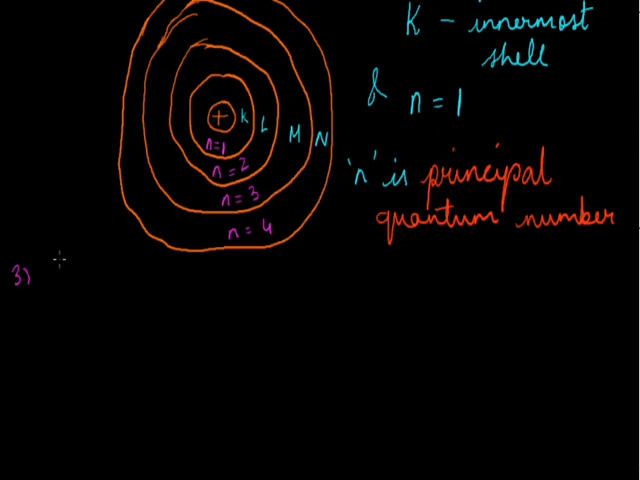 K - innermost
shell
& n = 1
'n' is principal
quantum number
+ K L M N
n=1
n = 2
n = 3
n = 4
3)